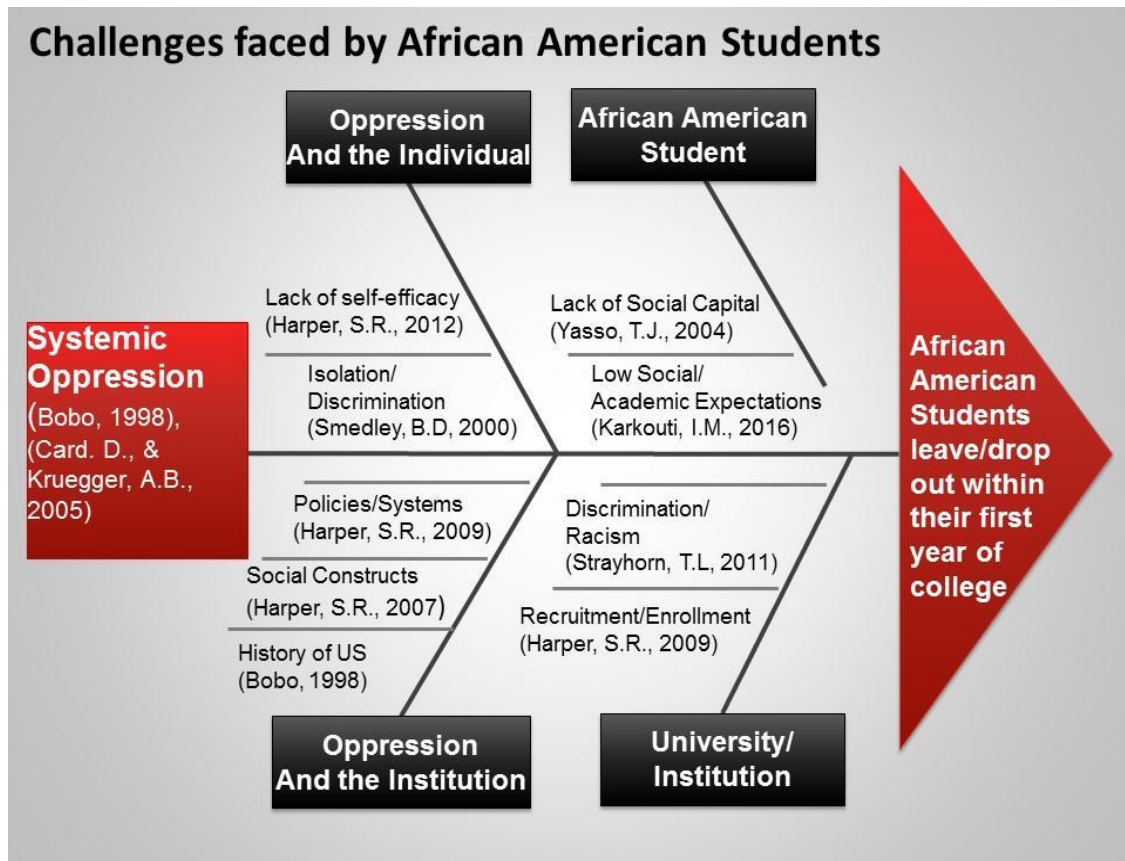 Challenges faced by African American Students
Oppression
And the Individual
African American
Student
Lack of self-efficacy
(Harper, S.R., 2012)
Isolation/
Discrimination
(Smedley, B.D, 2000)
Lack of Social Capital
(Yasso, T.J., 2004)
Low Social/
Academic Expectations
(Karkouti, I.M., 2016)
Systemic
Oppression
(Bobo, 1998),
(Card. D., &
Kruegger, A.B.,
2005)
African
American
Students
leave/drop
out within
their first
year of
college
Policies/Systems
(Harper, S.R., 2009)
Social Constructs
(Harper, S.R., 2007)
History of US
(Bobo, 1998)
Discrimination/
Racism
(Strayhorn, T.L, 2011)
Recruitment/Enrollment
(Harper, S.R., 2009)
Oppression
And the Institution
University/
Institution